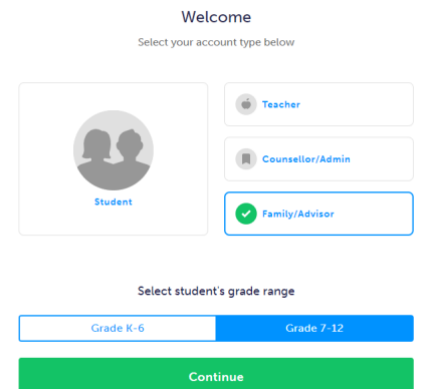 Welcome
Select your account type below
Student
Teacher
Counsellor/Admin
Family/Advisor
Select student's grade range
Grade K-6
Grade 7-12
Continue